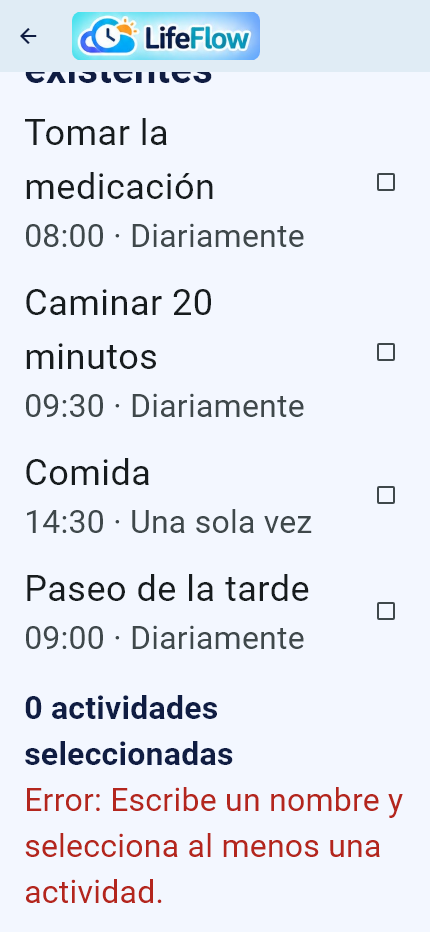 LifeFlow
existentes
Tomar la
medicación
08:00 · Diariamente
Caminar 20
minutos
09:30 · Diariamente
Comida
14:30 · Una sola vez
Paseo de la tarde
09:00 · Diariamente
0 actividades
seleccionadas
Error: Escribe un nombre y
selecciona al menos una
actividad.